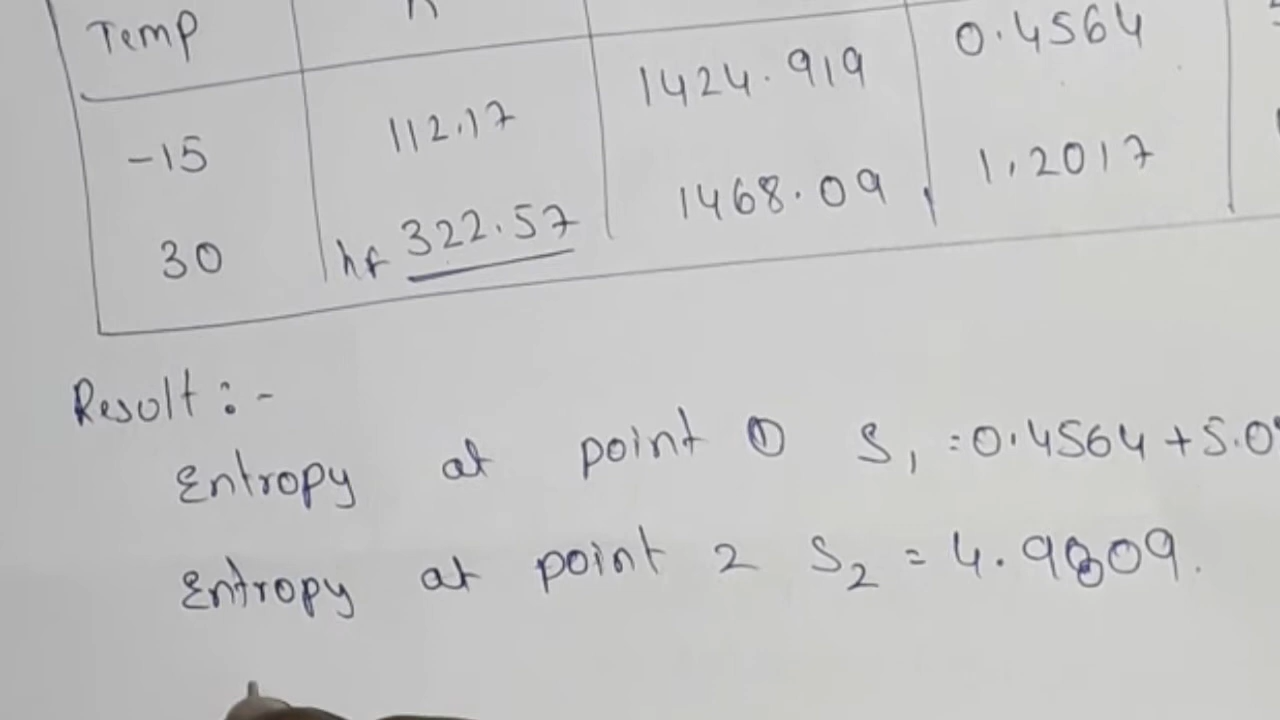 Temp h
-15 112.17 1424.919 0.4564
30 hf 322.57 1468.09 1.2017
Result :-
Entropy at point ① S₁ = 0.4564 + 5.0
Entropy at point 2 S₂ = 4.9809.